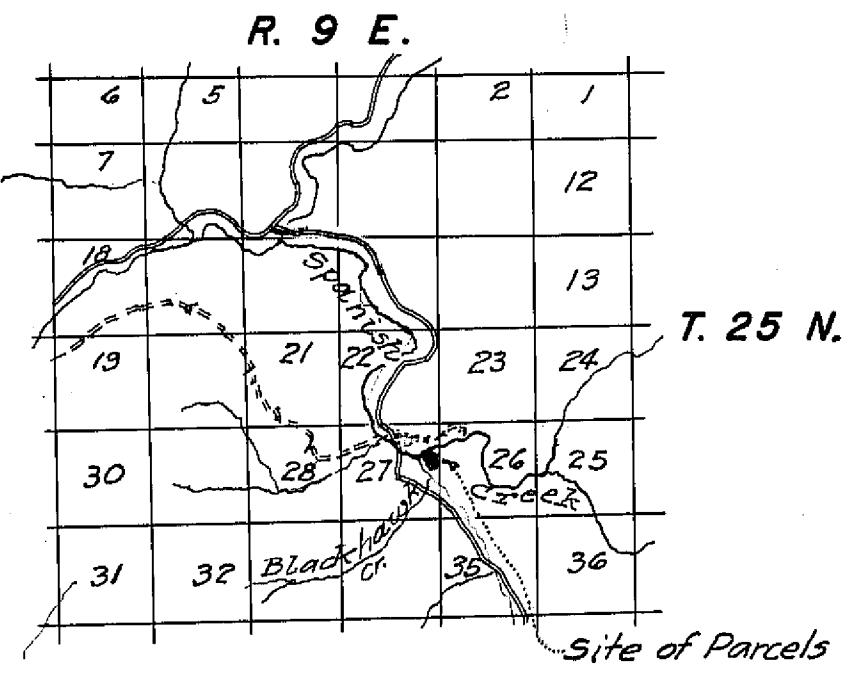 R. 9 E.
6 5 2 1
7 12
18 13
Spanish
T. 25 N.
19 21 22 23 24
30 28 27 26 25
Creek
Blackhawk
Cr.
31 32 35 36
Site of Parcels